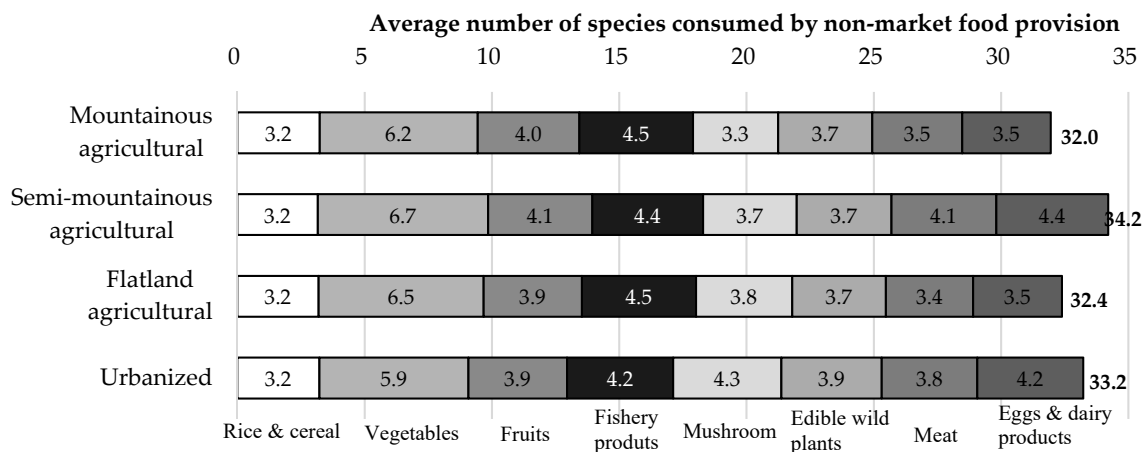 Average number of species consumed by non-market food provision
0 5 10 15 20 25 30 35
Mountainous
agricultural
3.2 6.2 4.0 4.5 3.3 3.7 3.5 3.5 32.0
Semi-mountainous
agricultural
3.2 6.7 4.1 4.4 3.7 3.7 4.1 4.4 34.2
Flatland
agricultural
3.2 6.5 3.9 4.5 3.8 3.7 3.4 3.5 32.4
Urbanized
3.2 5.9 3.9 4.2 4.3 3.9 3.8 4.2 33.2
Rice & cereal
Vegetables
Fruits
Fishery
produts
Mushroom
Edible wild
plants
Meat
Eggs & dairy
products